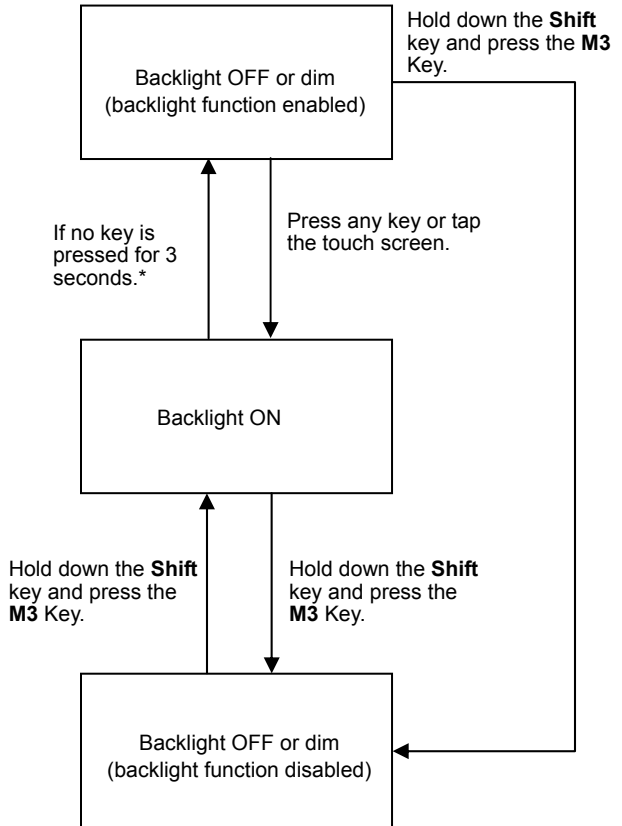 Hold down the Shift
key and press the M3
Key.
Backlight OFF or dim
(backlight function enabled)
If no key is
pressed for 3
seconds.*
Press any key or tap
the touch screen.
Backlight ON
Hold down the Shift
key and press the
M3 Key.
Hold down the Shift
key and press the
M3 Key.
Backlight OFF or dim
(backlight function disabled)